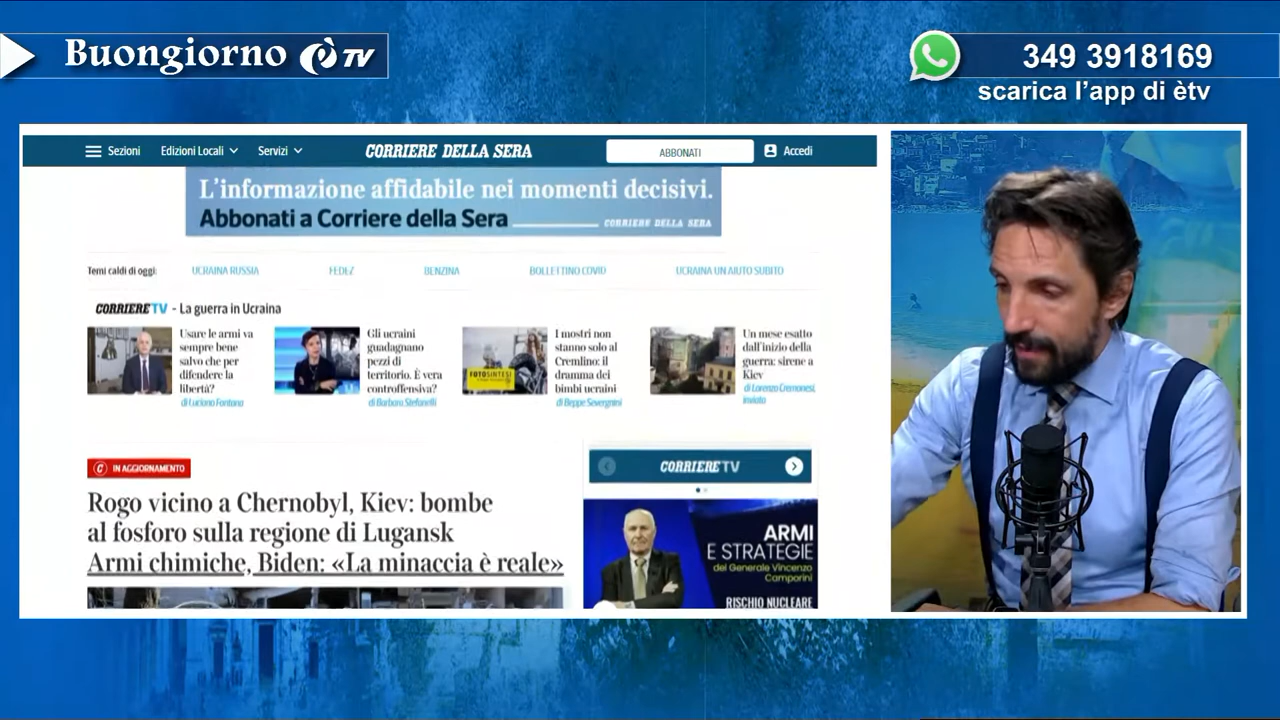 Buongiorno è TV
349 3918169
scarica l'app di ètv
Sezioni Edizioni Locali Servizi CORRIERE DELLA SERA ABBONATI Accedi
L'informazione affidabile nei momenti decisivi.
Abbonati a Corriere della Sera CORRIERE DELLA SERA
Temi caldi di oggi: UCRAINA RUSSIA FEDEZ BENZINA BOLLETTINO COVID UCRAINA UN AIUTO SUBITO
CORRIERETV - La guerra in Ucraina
Usare le armi va
sempre bene
salvo che per
difendere la
libertà?
di Luciano Fontana
Gli ucraini
guadagnano
pezzi di
territorio. È vera
controffensiva?
di Barbara Stefanelli
FOTOSINTESI
I mostri non
stanno solo al
Cremlino: il
dramma dei
bimbi ucraini
di Beppe Severgnini
Un mese esatto
dall'inizio della
guerra: sirene a
Kiev
di Lorenzo Cremonesi,
inviato
C IN AGGIORNAMENTO
Rogo vicino a Chernobyl, Kiev: bombe
al fosforo sulla regione di Lugansk
Armi chimiche, Biden: «La minaccia è reale»
CORRIERETV
ARMI
E STRATEGIE
del Generale Vincenzo
Camporini
RISCHIO NUCLEARE